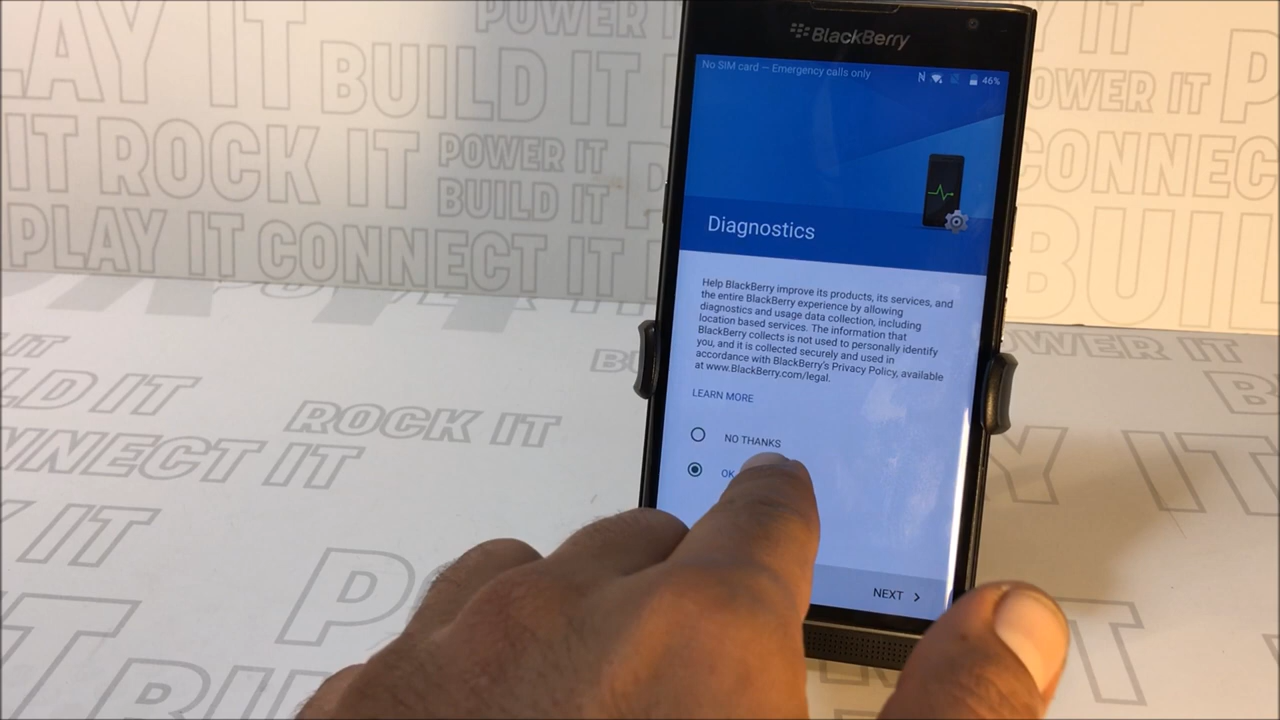 PLAY IT
BUILD IT
POWER IT
IT ROCK IT
POWER IT
BUILD IT
PLAY IT CONNECT IT
POWER IT
CONNECT
BUIL
ROCK IT
CONNECT IT
IT
BlackBerry
No SIM card — Emergency calls only
46%
Diagnostics
Help BlackBerry improve its products, its services, and
the entire BlackBerry experience by allowing
diagnostics and usage data collection, including
location based services. The information that
BlackBerry collects is not used to personally identify
you, and it is collected securely and used in
accordance with BlackBerry's Privacy Policy, available
at www.BlackBerry.com/legal.
LEARN MORE
NO THANKS
OK
NEXT